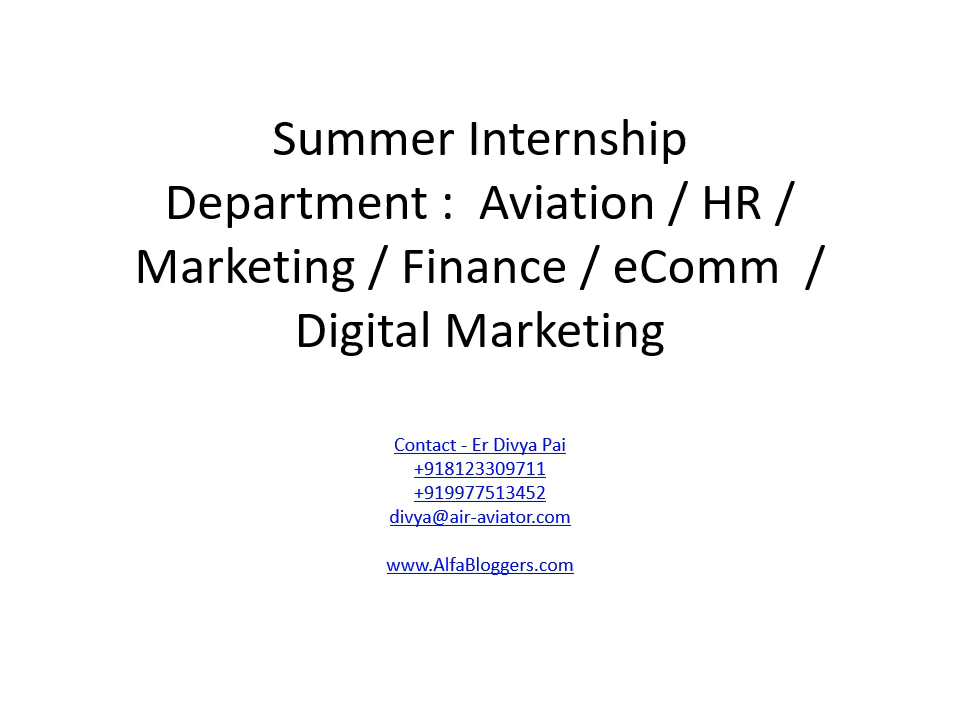 Summer Internship
Department :  Aviation / HR /
Marketing / Finance / eComm  /
Digital Marketing
Contact - Er Divya Pai
+918123309711
+919977513452
divya@air-aviator.com
www.AlfaBloggers.com